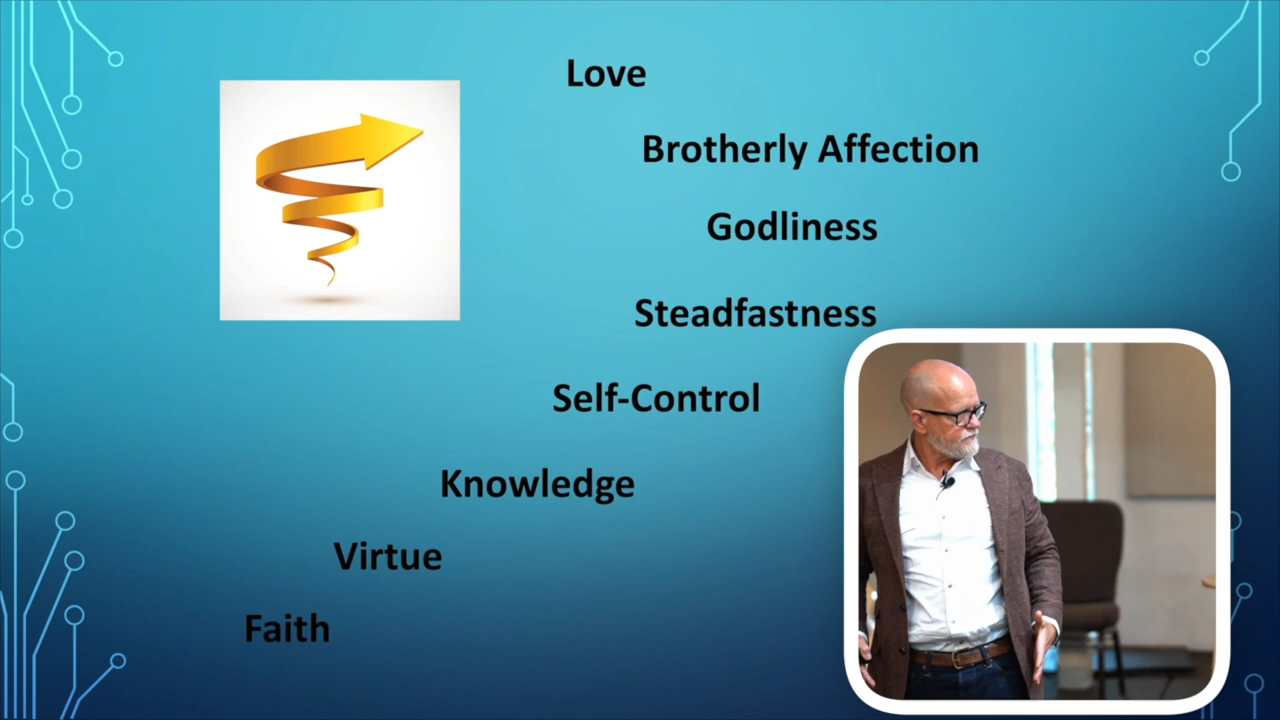 Love
Brotherly Affection
Godliness
Steadfastness
Self-Control
Knowledge
Virtue
Faith